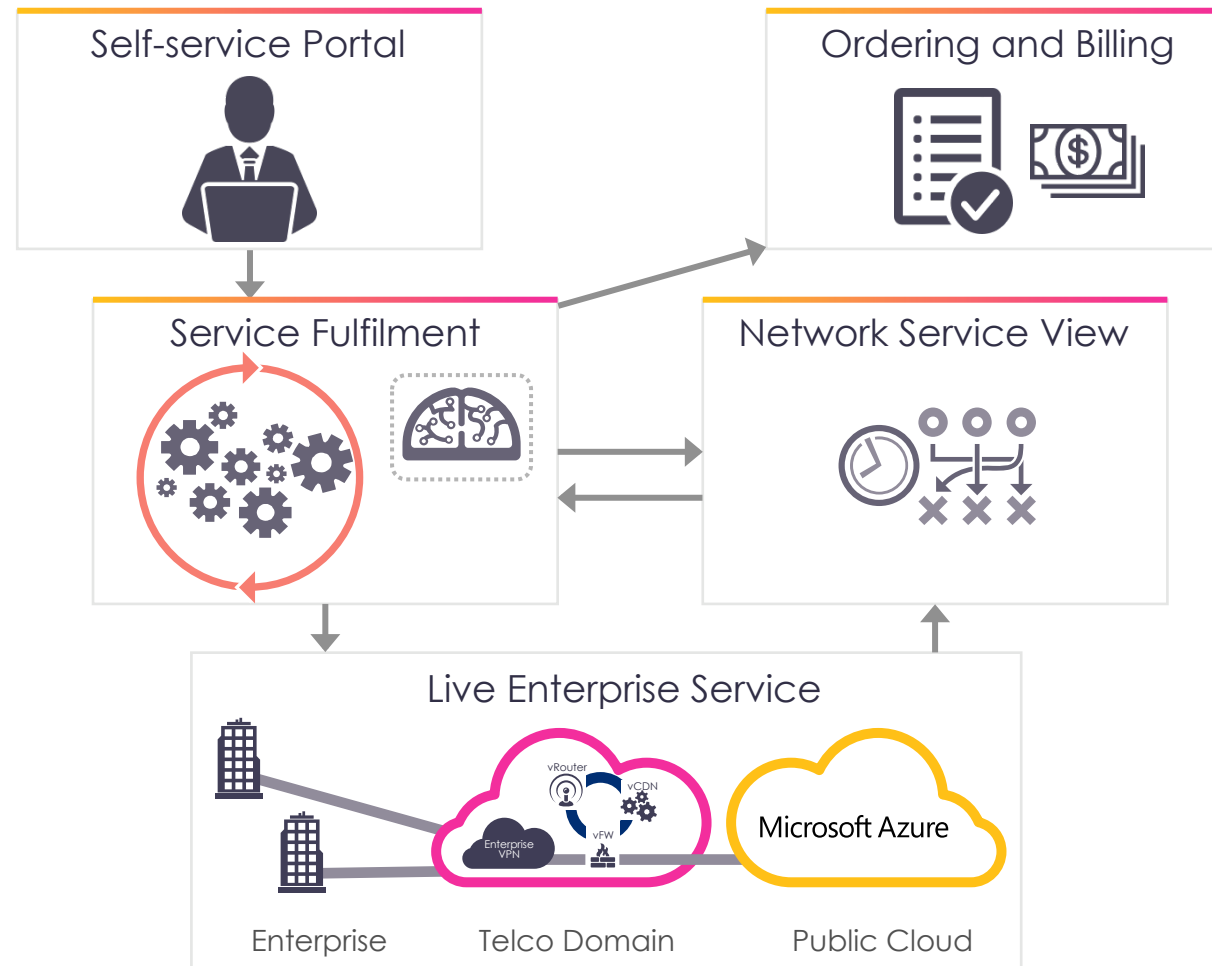 Self-service Portal
Ordering and Billing
$
Service Fulfilment
Network Service View
Live Enterprise Service
vRouter
vCDN
vFW
Enterprise
VPN
Microsoft Azure
Enterprise
Telco Domain
Public Cloud